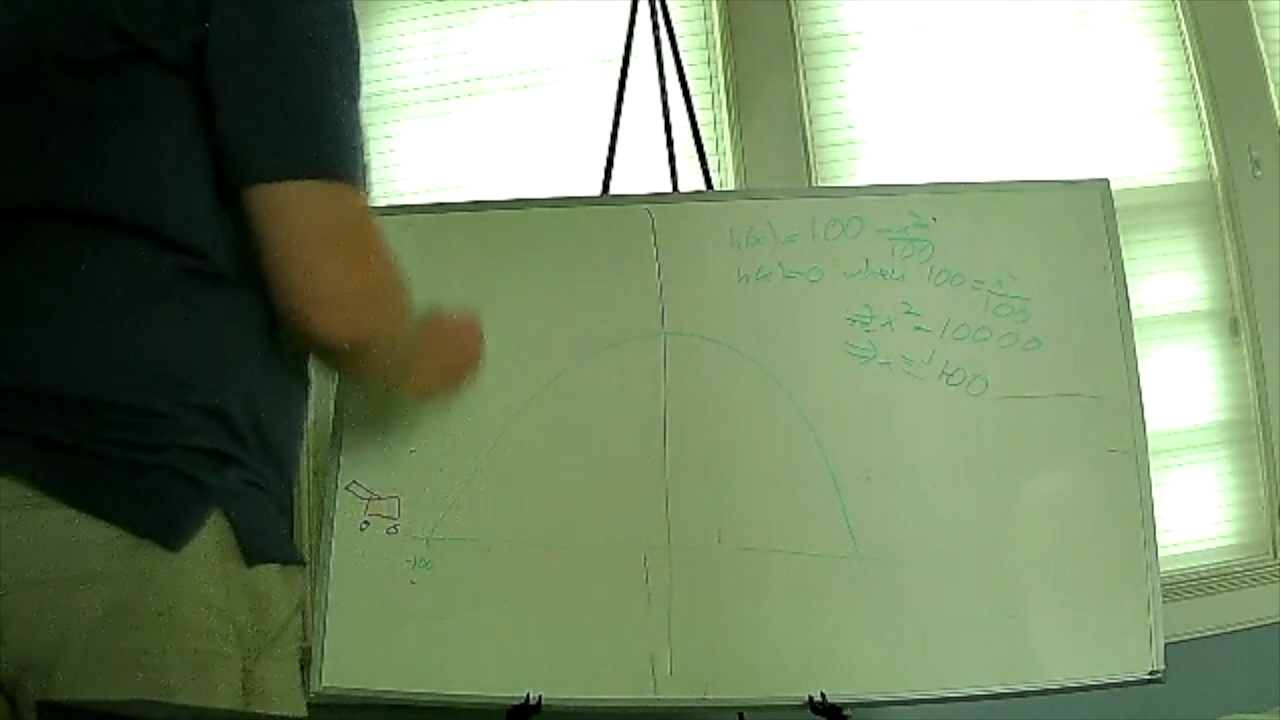 h(x) = 100 - x²/100
h(x) = 0 when 100 = x²/100
⇒ x² = 10000
⇒ x = ±100
-100